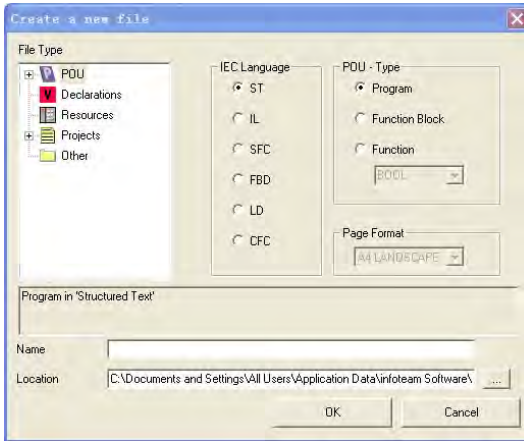 Create a new file
File Type
POU
Declarations
Resources
Projects
Other
IEC Language
ST
IL
SFC
FBD
LD
CFC
POU - Type
Program
Function Block
Function
BOOL
Page Format
A4 LANDSCAPE
Program in 'Structured Text'
Name
Location
C:\Documents and Settings\All Users\Application Data\infoteam Software\
...
OK
Cancel